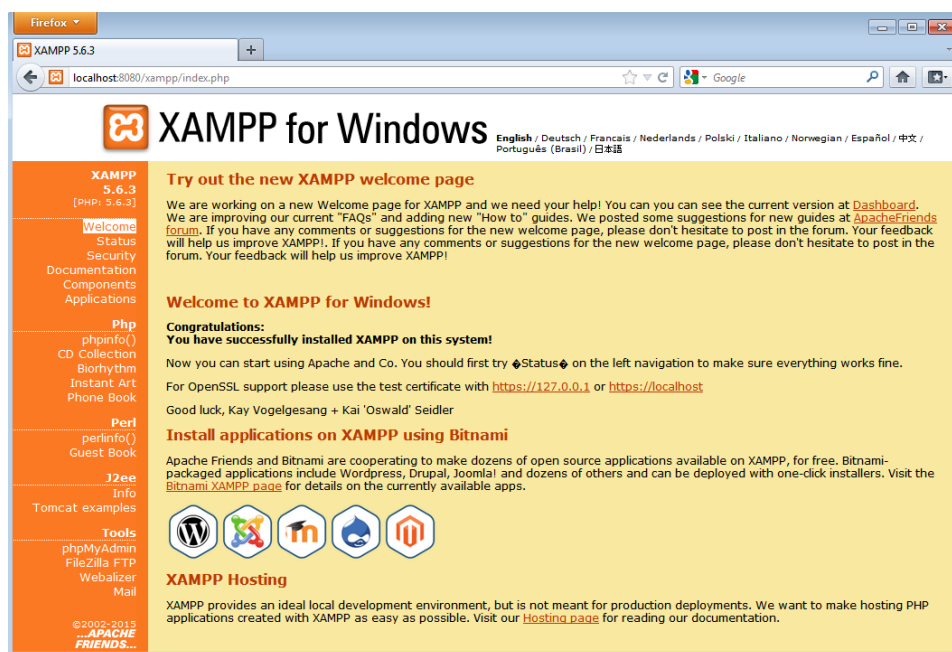 Firefox
XAMPP 5.6.3
localhost:8080/xampp/index.php
Google
XAMPP for Windows
English / Deutsch / Francais / Nederlands / Polski / Italiano / Norwegian / Español / 中文 /
Português (Brasil) / 日本語
XAMPP
5.6.3
[PHP: 5.6.3]
Welcome
Status
Security
Documentation
Components
Applications
Php
phpinfo()
CD Collection
Biorhythm
Instant Art
Phone Book
Perl
perlinfo()
Guest Book
J2ee
Info
Tomcat examples
Tools
phpMyAdmin
FileZilla FTP
Webalizer
Mail
©2002-2015
...APACHE
FRIENDS...
Try out the new XAMPP welcome page
We are working on a new Welcome page for XAMPP and we need your help! You can you can see the current version at Dashboard.
We are improving our current "FAQs" and adding new "How to" guides. We posted some suggestions for new guides at ApacheFriends
forum. If you have any comments or suggestions for the new welcome page, please don't hesitate to post in the forum. Your feedback
will help us improve XAMPP!. If you have any comments or suggestions for the new welcome page, please don't hesitate to post in the
forum. Your feedback will help us improve XAMPP!
Welcome to XAMPP for Windows!
Congratulations:
You have successfully installed XAMPP on this system!
Now you can start using Apache and Co. You should first try �Status� on the left navigation to make sure everything works fine.
For OpenSSL support please use the test certificate with https://127.0.0.1 or https://localhost
Good luck, Kay Vogelgesang + Kai 'Oswald' Seidler
Install applications on XAMPP using Bitnami
Apache Friends and Bitnami are cooperating to make dozens of open source applications available on XAMPP, for free. Bitnami-
packaged applications include Wordpress, Drupal, Joomla! and dozens of others and can be deployed with one-click installers. Visit the
Bitnami XAMPP page for details on the currently available apps.
XAMPP Hosting
XAMPP provides an ideal local development environment, but is not meant for production deployments. We want to make hosting PHP
applications created with XAMPP as easy as possible. Visit our Hosting page for reading our documentation.